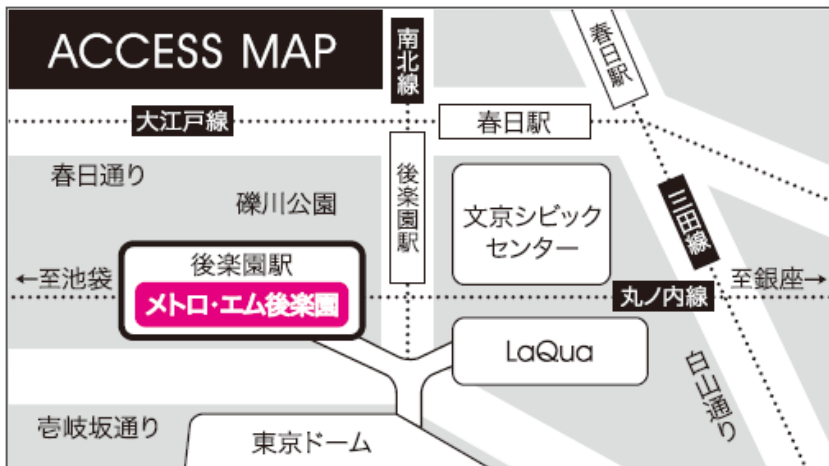 ACCESS MAP
南北線
春日駅
大江戸線
春日駅
春日通り
礫川公園
後楽園駅
文京シビック
センター
三田線
←至池袋
後楽園駅
メトロ・エム後楽園
丸ノ内線
至銀座→
LaQua
白山通り
壱岐坂通り
東京ドーム